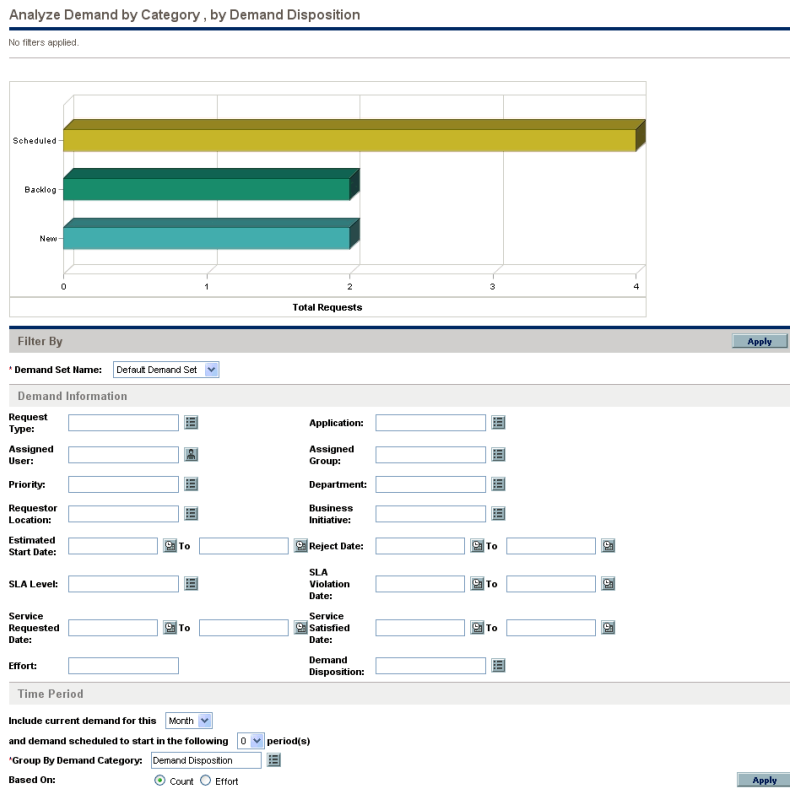 Analyze Demand by Category , by Demand Disposition
No filters applied.
Scheduled
Backlog
New
0 1 2 3 4
Total Requests
Filter By Apply
* Demand Set Name: Default Demand Set
Demand Information
Request Type: Application:
Assigned User: Assigned Group:
Priority: Department:
Requestor Location: Business Initiative:
Estimated Start Date: To Reject Date: To
SLA Level: SLA Violation Date: To
Service Requested Date: To Service Satisfied Date: To
Effort: Demand Disposition:
Time Period
Include current demand for this Month
and demand scheduled to start in the following 0 period(s)
*Group By Demand Category: Demand Disposition
Based On: Count Effort Apply